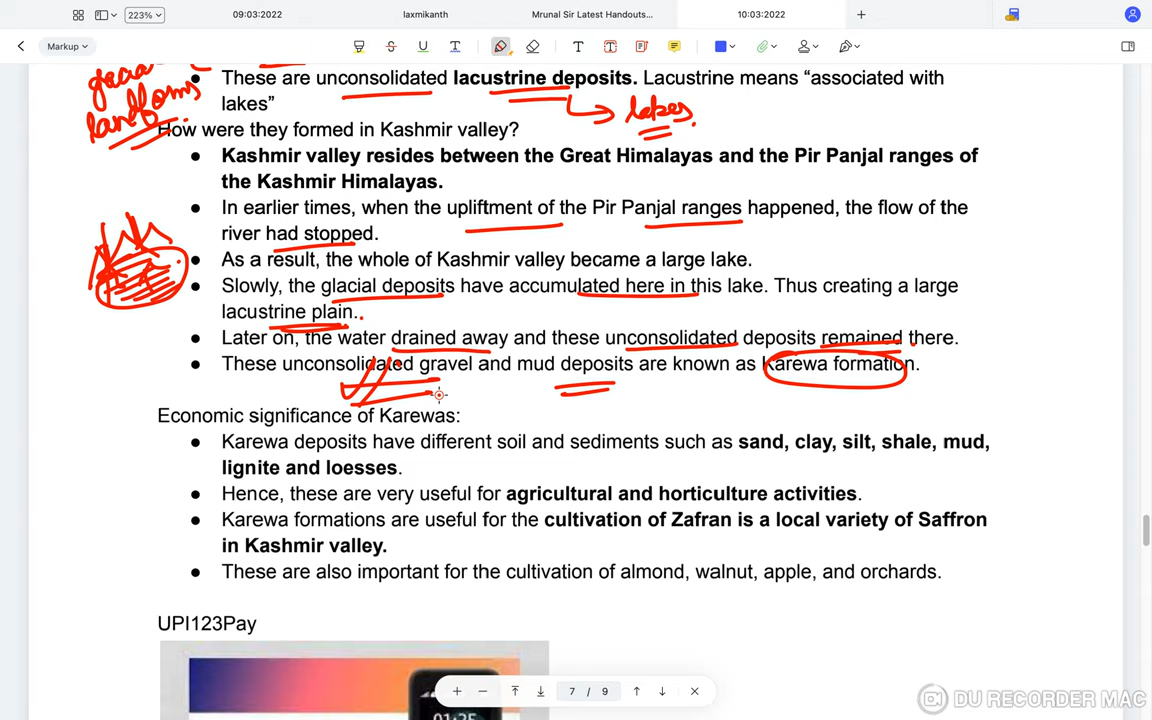 223%
09:03:2022
laxmikanth
Mrunal Sir Latest Handouts...
10:03:2022
Markup
glacial
landforms
These are unconsolidated lacustrine deposits. Lacustrine means “associated with
lakes”
lakes.
How were they formed in Kashmir valley?
Kashmir valley resides between the Great Himalayas and the Pir Panjal ranges of
the Kashmir Himalayas.
In earlier times, when the upliftment of the Pir Panjal ranges happened, the flow of the
river had stopped.
As a result, the whole of Kashmir valley became a large lake.
Slowly, the glacial deposits have accumulated here in this lake. Thus creating a large
lacustrine plain.
Later on, the water drained away and these unconsolidated deposits remained there.
These unconsolidated gravel and mud deposits are known as Karewa formation.
Economic significance of Karewas:
Karewa deposits have different soil and sediments such as sand, clay, silt, shale, mud,
lignite and loesses.
Hence, these are very useful for agricultural and horticulture activities.
Karewa formations are useful for the cultivation of Zafran is a local variety of Saffron
in Kashmir valley.
These are also important for the cultivation of almond, walnut, apple, and orchards.
UPI123Pay
7 / 9
DU RECORDER MAC